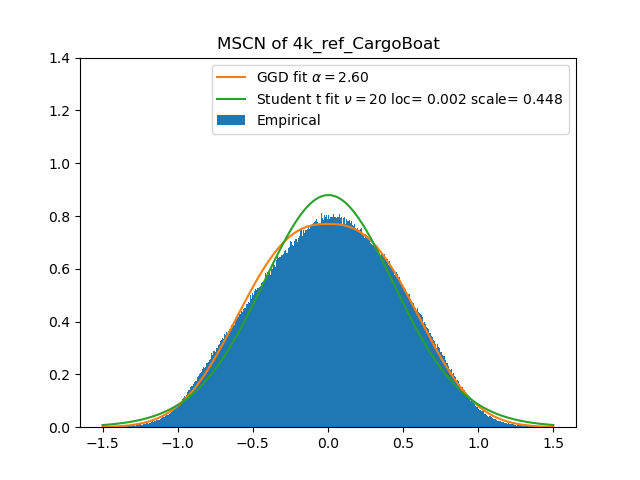 MSCN of 4k_ref_CargoBoat
GGD fit α = 2.60
Student t fit ν = 20 loc= 0.002 scale= 0.448
Empirical
1.4
1.2
1.0
0.8
0.6
0.4
0.2
0.0
−1.5 −1.0 −0.5 0.0 0.5 1.0 1.5